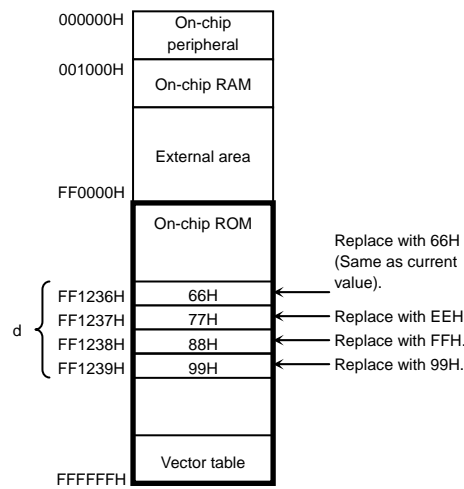 000000H
On-chip
peripheral
001000H
On-chip RAM
External area
FF0000H
On-chip ROM
Replace with 66H
(Same as current
value).
d
FF1236H 66H
FF1237H 77H Replace with EEH.
FF1238H 88H Replace with FFH.
FF1239H 99H Replace with 99H.
Vector table
FFFFFFH